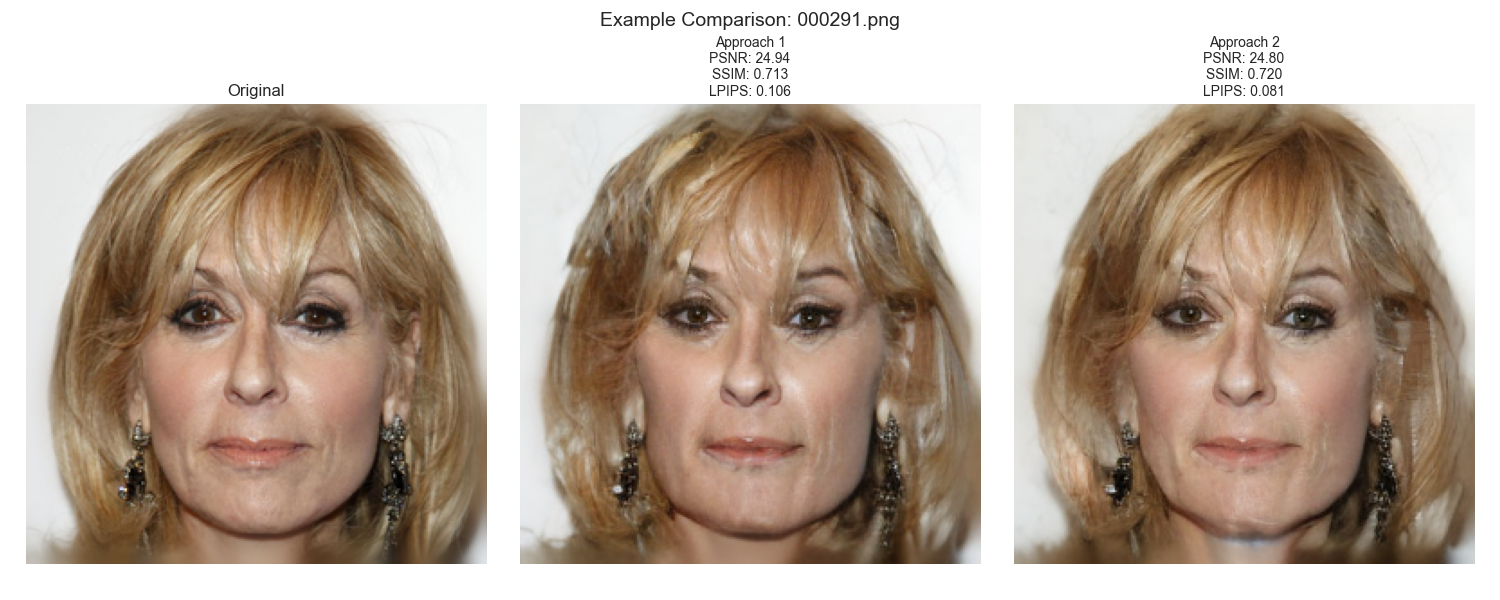 Example Comparison: 000291.png
Original
Approach 1
PSNR: 24.94
SSIM: 0.713
LPIPS: 0.106
Approach 2
PSNR: 24.80
SSIM: 0.720
LPIPS: 0.081